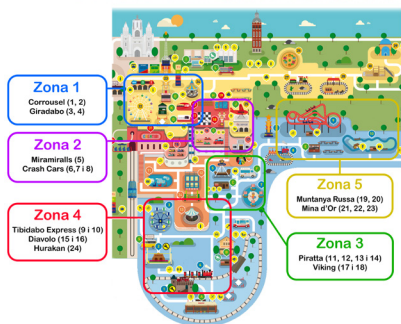 Zona 1
Corrousel (1, 2)
Giradabo (3, 4)
Zona 2
Miramiralls (5)
Crash Cars (6,7 i 8)
Zona 4
Tibidabo Express (9 i 10)
Diavolo (15 i 16)
Hurakan (24)
Zona 5
Muntanya Russa (19, 20)
Mina d'Or (21, 22, 23)
Zona 3
Piratta (11, 12, 13 i 14)
Viking (17 i 18)